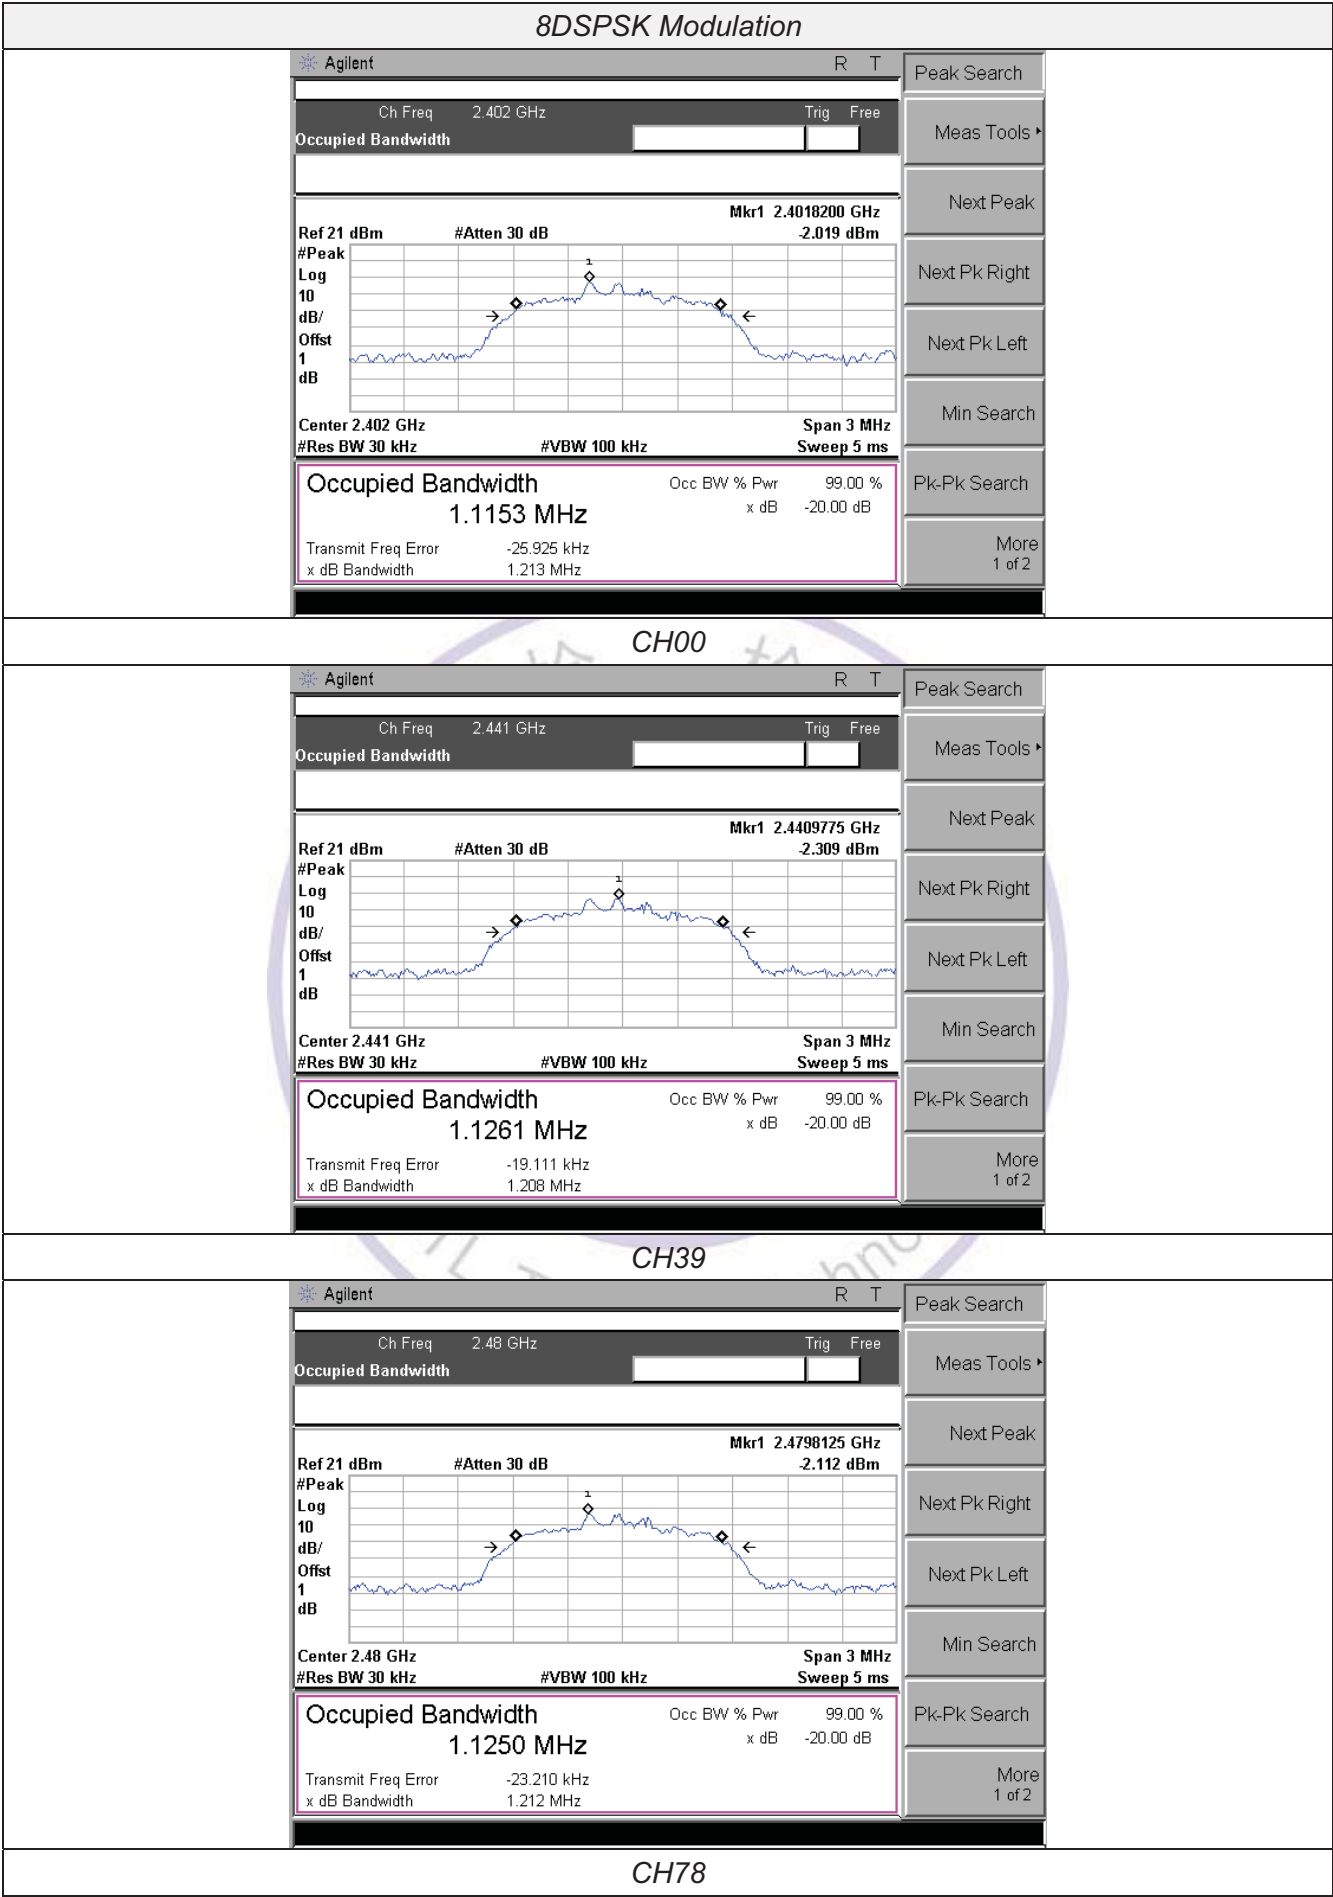 8DSPSK Modulation
Agilent R T
Peak Search
Ch Freq 2.402 GHz Trig Free
Occupied Bandwidth
Meas Tools
Next Peak
Next Pk Right
Next Pk Left
Min Search
Pk-Pk Search
More
1 of 2
Mkr1 2.4018200 GHz
Ref 21 dBm #Atten 30 dB -2.019 dBm
#Peak
Log
10
dB/
Offst
1
dB
1
Center 2.402 GHz Span 3 MHz
#Res BW 30 kHz #VBW 100 kHz Sweep 5 ms
Occupied Bandwidth Occ BW % Pwr 99.00 %
1.1153 MHz x dB -20.00 dB
Transmit Freq Error -25.925 kHz
x dB Bandwidth 1.213 MHz
CH00
Agilent R T
Peak Search
Ch Freq 2.441 GHz Trig Free
Occupied Bandwidth
Meas Tools
Next Peak
Next Pk Right
Next Pk Left
Min Search
Pk-Pk Search
More
1 of 2
Mkr1 2.4409775 GHz
Ref 21 dBm #Atten 30 dB -2.309 dBm
#Peak
Log
10
dB/
Offst
1
dB
1
Center 2.441 GHz Span 3 MHz
#Res BW 30 kHz #VBW 100 kHz Sweep 5 ms
Occupied Bandwidth Occ BW % Pwr 99.00 %
1.1261 MHz x dB -20.00 dB
Transmit Freq Error -19.111 kHz
x dB Bandwidth 1.208 MHz
CH39
Agilent R T
Peak Search
Ch Freq 2.48 GHz Trig Free
Occupied Bandwidth
Meas Tools
Next Peak
Next Pk Right
Next Pk Left
Min Search
Pk-Pk Search
More
1 of 2
Mkr1 2.4798125 GHz
Ref 21 dBm #Atten 30 dB -2.112 dBm
#Peak
Log
10
dB/
Offst
1
dB
1
Center 2.48 GHz Span 3 MHz
#Res BW 30 kHz #VBW 100 kHz Sweep 5 ms
Occupied Bandwidth Occ BW % Pwr 99.00 %
1.1250 MHz x dB -20.00 dB
Transmit Freq Error -23.210 kHz
x dB Bandwidth 1.212 MHz
CH78